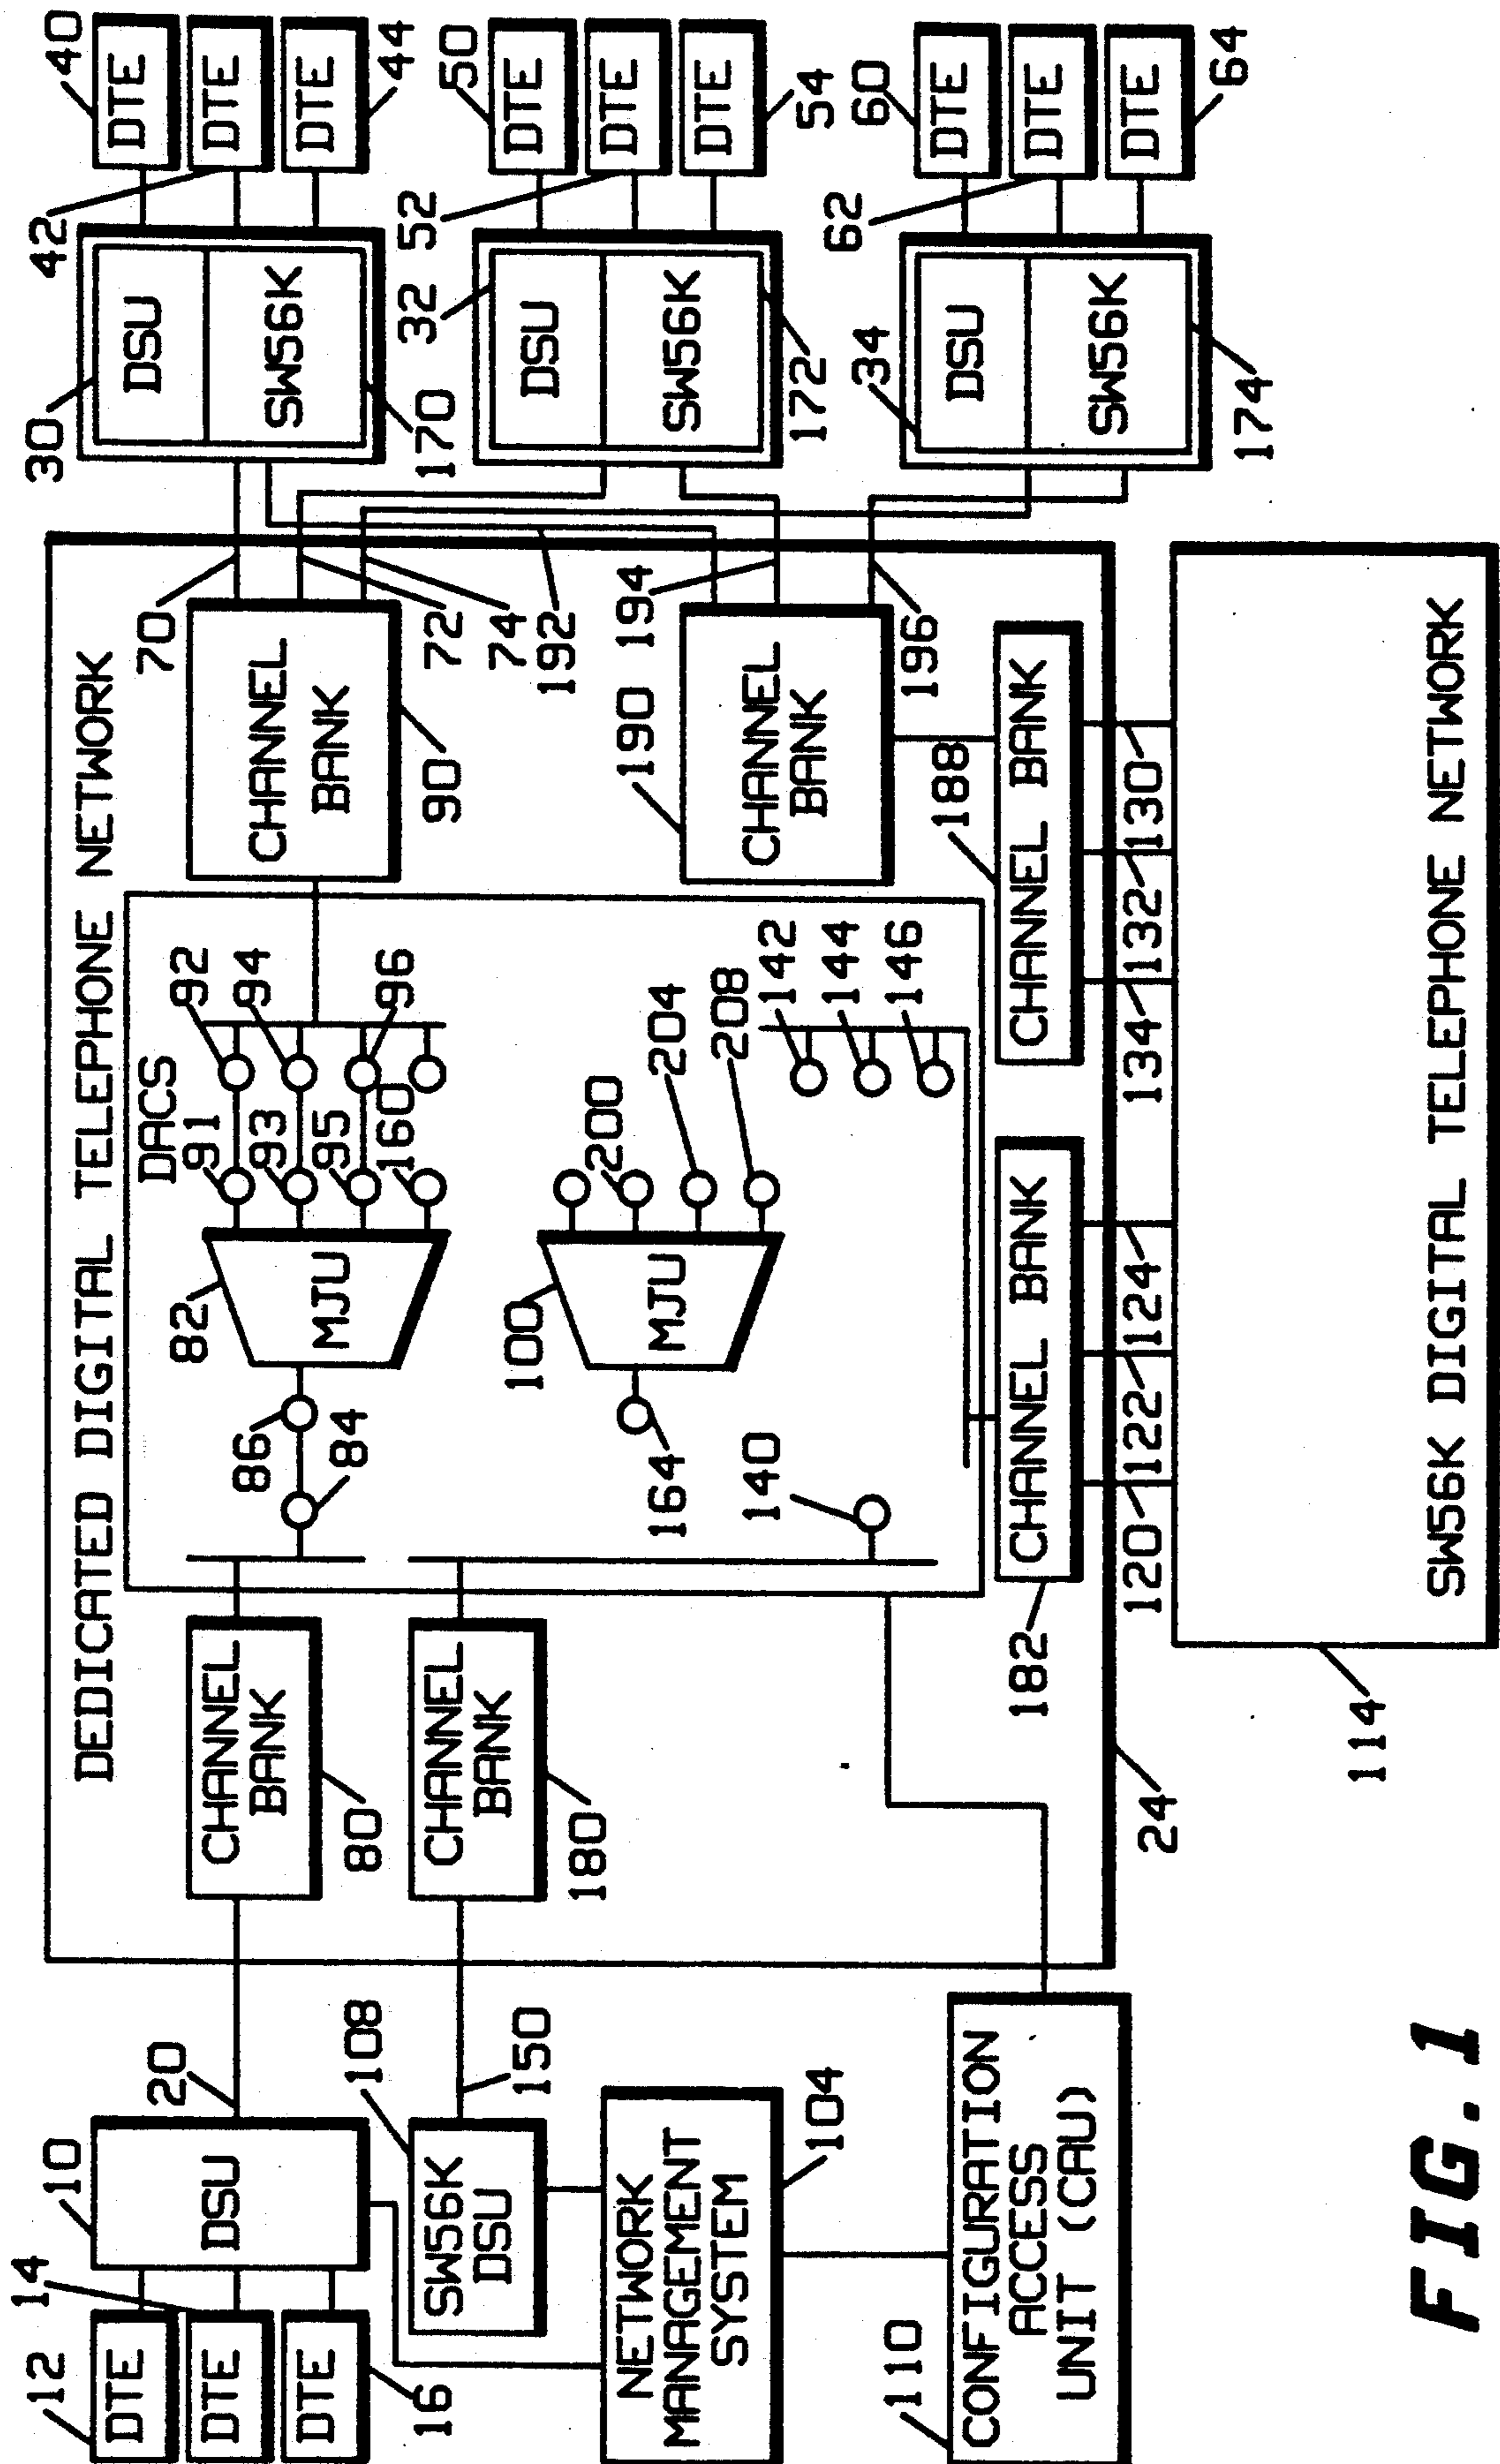 DEDICATED DIGITAL TELEPHONE NETWORK
12
14
10
20
DTE
DTE
DTE
16
DSU
108
SW56K
DSU
150
NETWORK
MANAGEMENT
SYSTEM
104
110
CONFIGURATION
ACCESS
UNIT (CAU)
CHANNEL
BANK
80
CHANNEL
BANK
180
DACS
86
84
82
MJU
91
92
93
94
95
96
160
100
MJU
164
200
204
208
140
142
144
146
CHANNEL
BANK
90
70
72
74
192
190
194
CHANNEL
BANK
196
182
CHANNEL BANK
188
CHANNEL BANK
120
122
124
134
132
130
24
114
SW56K DIGITAL TELEPHONE NETWORK
30
DSU
SW56K
170
42
40
DTE
DTE
DTE
44
32
DSU
SW56K
172
52
50
DTE
DTE
DTE
54
34
DSU
SW56K
174
62
60
DTE
DTE
DTE
64
FIG. 1